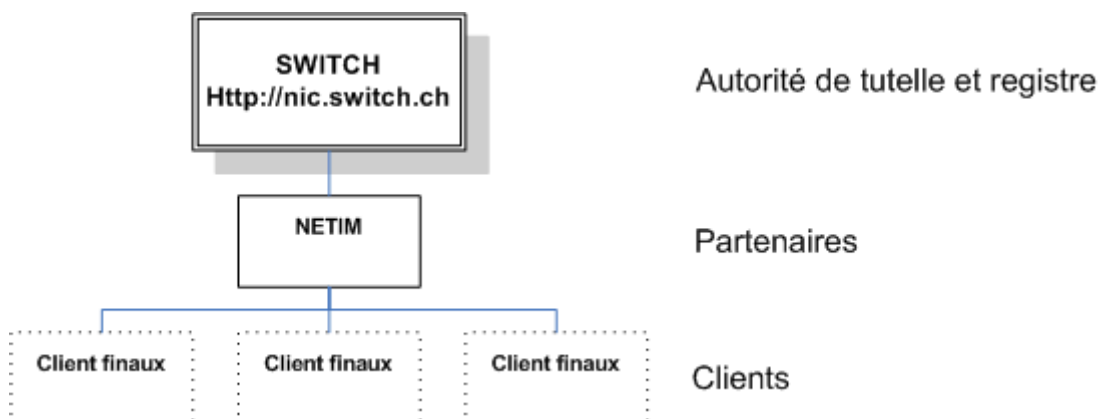 SWITCH
Http://nic.switch.ch
Autorité de tutelle et registre
NETIM
Partenaires
Client finaux
Client finaux
Client finaux
Clients